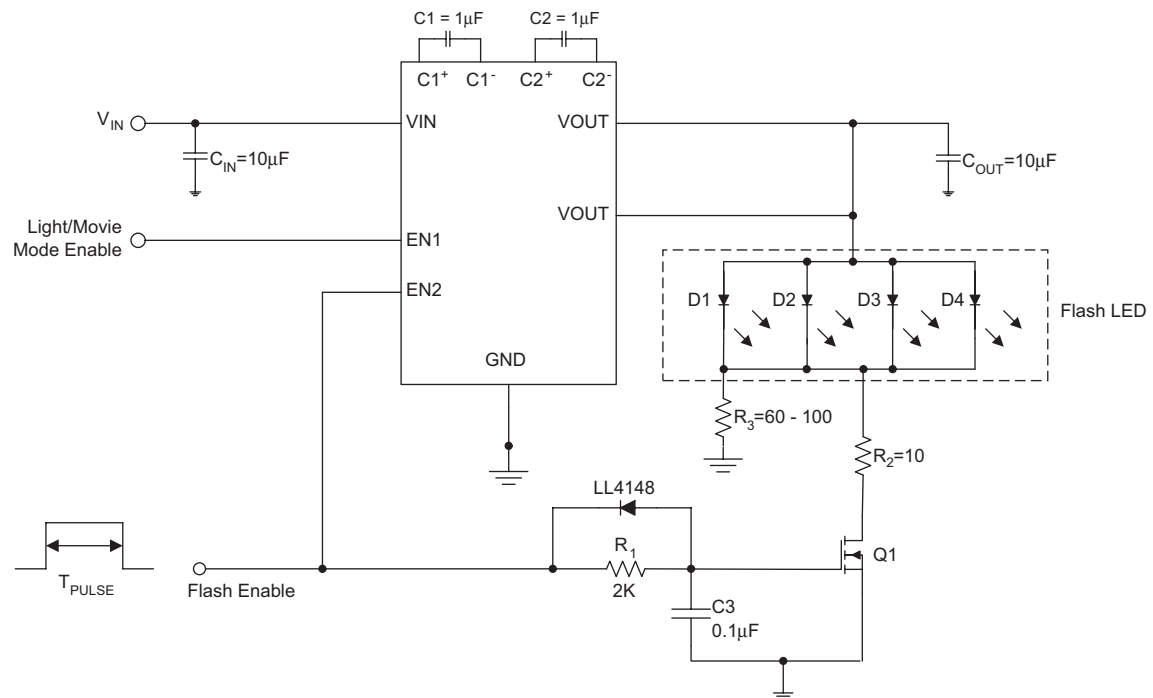 C1 = 1µF
C2 = 1µF
C1+
C1-
C2+
C2-
VIN
VIN
VOUT
CIN=10µF
COUT=10µF
VOUT
Light/Movie
Mode Enable
EN1
EN2
D1
D2
D3
D4
Flash LED
GND
R3=60 - 100
R2=10
LL4148
R1
2K
Q1
TPULSE
Flash Enable
C3
0.1µF